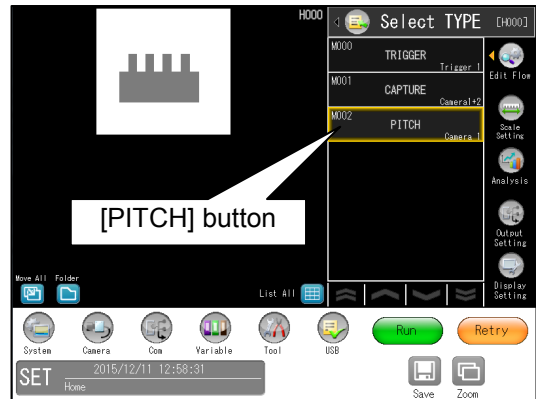 H000
Select TYPE
[H000]
M000
TRIGGER
Trigger 1
Edit Flow
M001
CAPTURE
Camera1+2
M002
PITCH
Camera 1
Scale
Setting
Analysis
[PITCH] button
Output
Setting
Display
Setting
Move All
Folder
List All
System
Camera
Com
Variable
Tool
USB
Run
Retry
SET
2015/12/11 12:58:31
Home
Save
Zoom